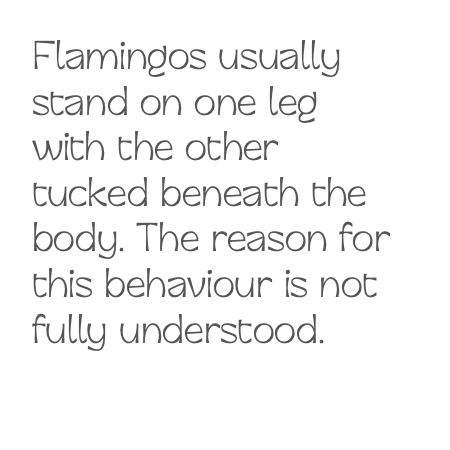 Flamingos usually
stand on one leg
with the other
tucked beneath the
body. The reason for
this behaviour is not
fully understood.